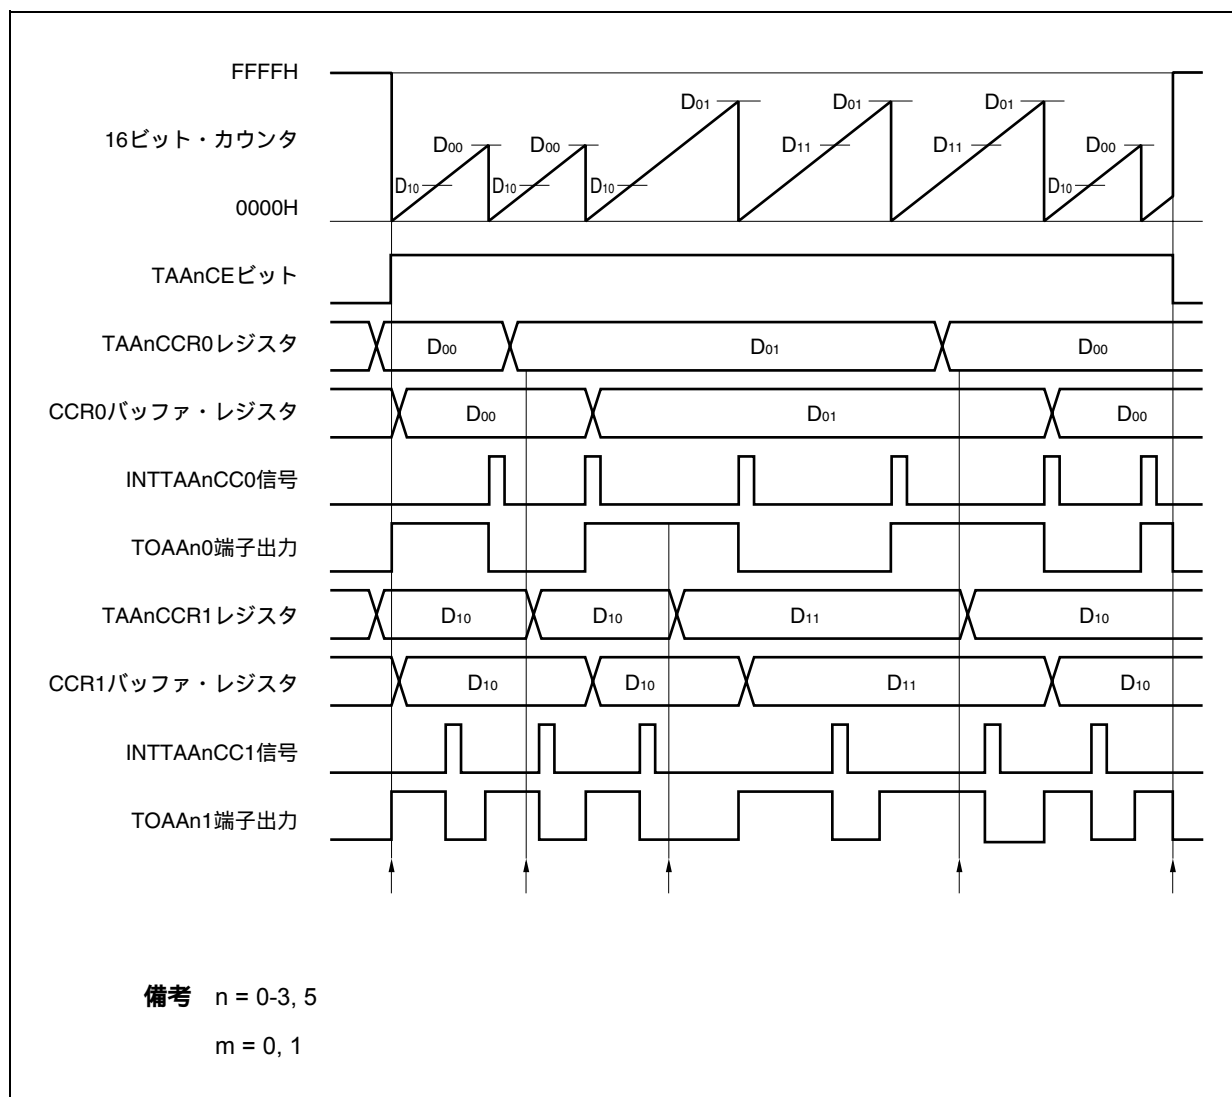 FFFFH
D01 D01 D01
16ビット・カウンタ
D00 D00 D11 D11 D00
D10 D10 D10 D10
0000H
TAAnCEビット
TAAnCCR0レジスタ D00 D01 D00
CCR0バッファ・レジスタ D00 D01 D00
INTTAAnCC0信号
TOAAn0端子出力
TAAnCCR1レジスタ D10 D10 D11 D10
CCR1バッファ・レジスタ D10 D10 D11 D10
INTTAAnCC1信号
TOAAn1端子出力
備考 n = 0-3, 5
m = 0, 1